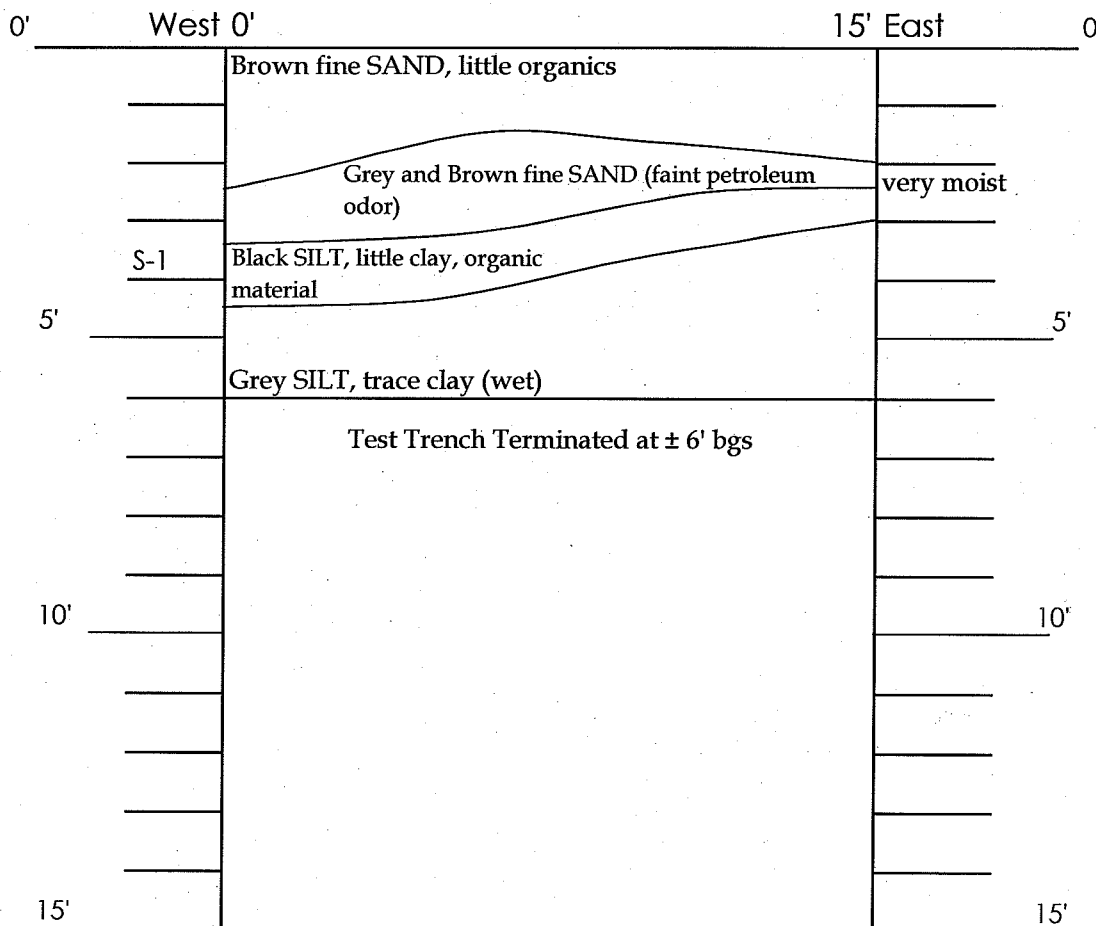 0' West 0' 15' East 0
Brown fine SAND, little organics
Grey and Brown fine SAND (faint petroleum
odor)
very moist
S-1
Black SILT, little clay, organic
material
5' 5'
Grey SILT, trace clay (wet)
Test Trench Terminated at ± 6' bgs
10' 10'
15' 15'